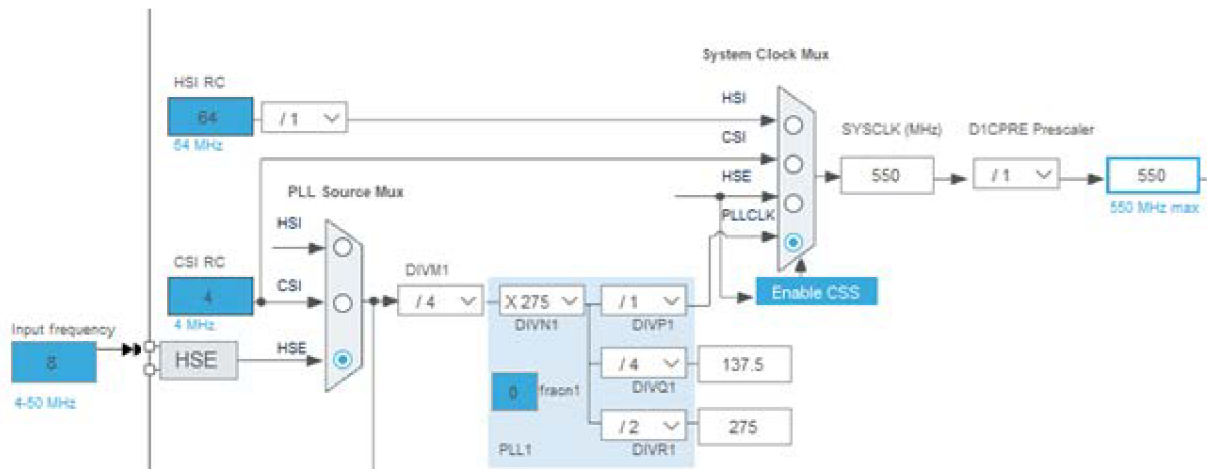 System Clock Mux
HSI RC
64
/ 1
64 MHz
HSI
CSI
HSE
PLLCLK
SYSCLK (MHz)
550
D1CPRE Prescaler
/ 1
550
550 MHz max
Enable CSS
PLL Source Mux
HSI
CSI
HSE
CSI RC
4
4 MHz
Input frequency
8
4-50 MHz
HSE
DIVM1
/ 4
X 275
DIVN1
/ 1
DIVP1
/ 4
DIVQ1
137.5
0
fracn1
/ 2
DIVR1
275
PLL1